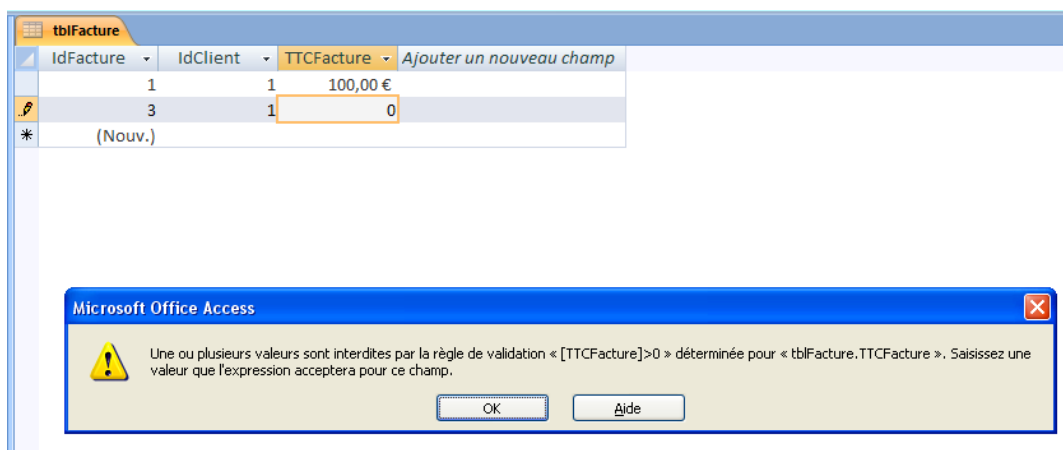 tblFacture
IdFacture IdClient TTCFacture Ajouter un nouveau champ
1 1 100,00 €
3 1 0
(Nouv.)
Microsoft Office Access
Une ou plusieurs valeurs sont interdites par la règle de validation « [TTCFacture]>0 » déterminée pour « tblFacture.TTCFacture ». Saisissez une
valeur que l'expression acceptera pour ce champ.
OK Aide